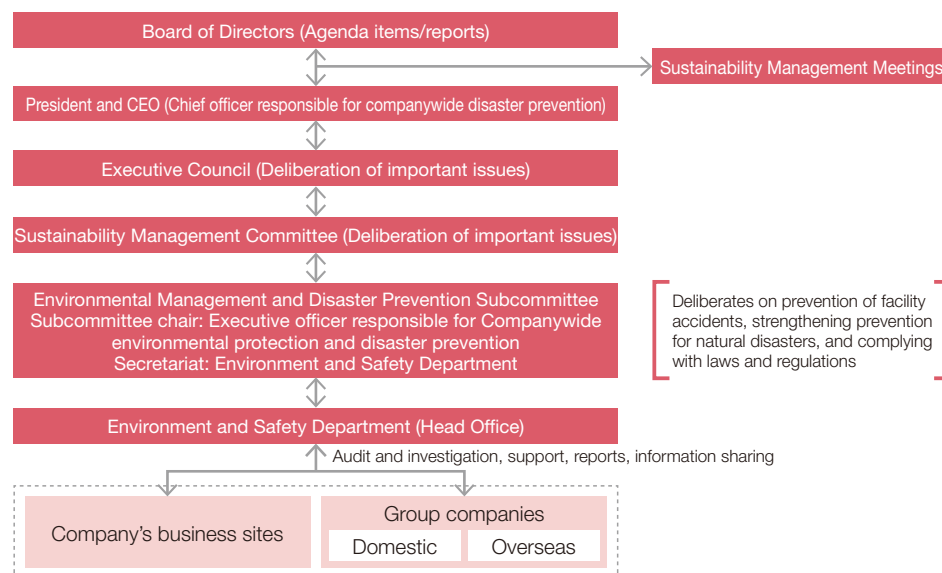 Board of Directors (Agenda items/reports)
Sustainability Management Meetings
President and CEO (Chief officer responsible for companywide disaster prevention)
Executive Council (Deliberation of important issues)
Sustainability Management Committee (Deliberation of important issues)
Environmental Management and Disaster Prevention Subcommittee
Subcommittee chair: Executive officer responsible for Companywide
environmental protection and disaster prevention
Secretariat: Environment and Safety Department
Deliberates on prevention of facility
accidents, strengthening prevention
for natural disasters, and complying
with laws and regulations
Environment and Safety Department (Head Office)
Audit and investigation, support, reports, information sharing
Company's business sites
Group companies
Domestic
Overseas